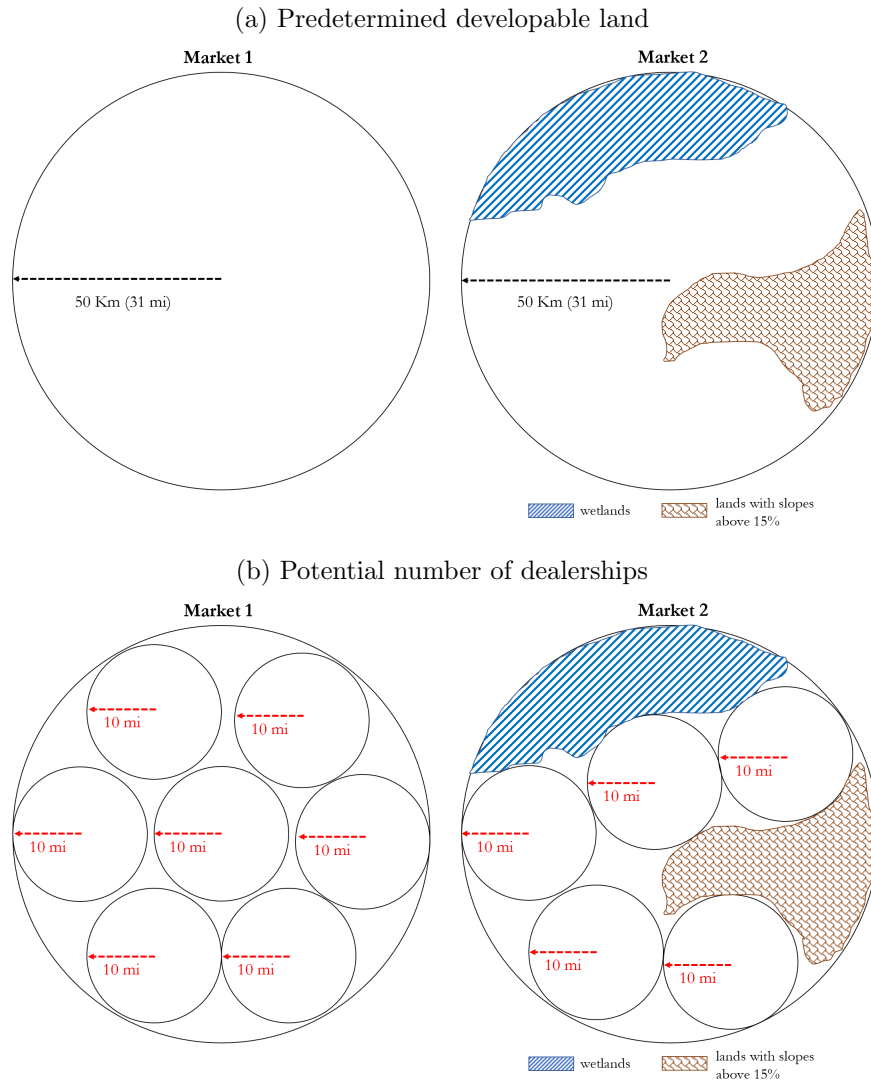 (a) Predetermined developable land
Market 1
Market 2
50 Km (31 mi)
50 Km (31 mi)
wetlands
lands with slopes
above 15%
(b) Potential number of dealerships
Market 1
Market 2
10 mi
10 mi
10 mi
10 mi
10 mi
10 mi
10 mi
10 mi
10 mi
10 mi
10 mi
10 mi
wetlands
lands with slopes
above 15%